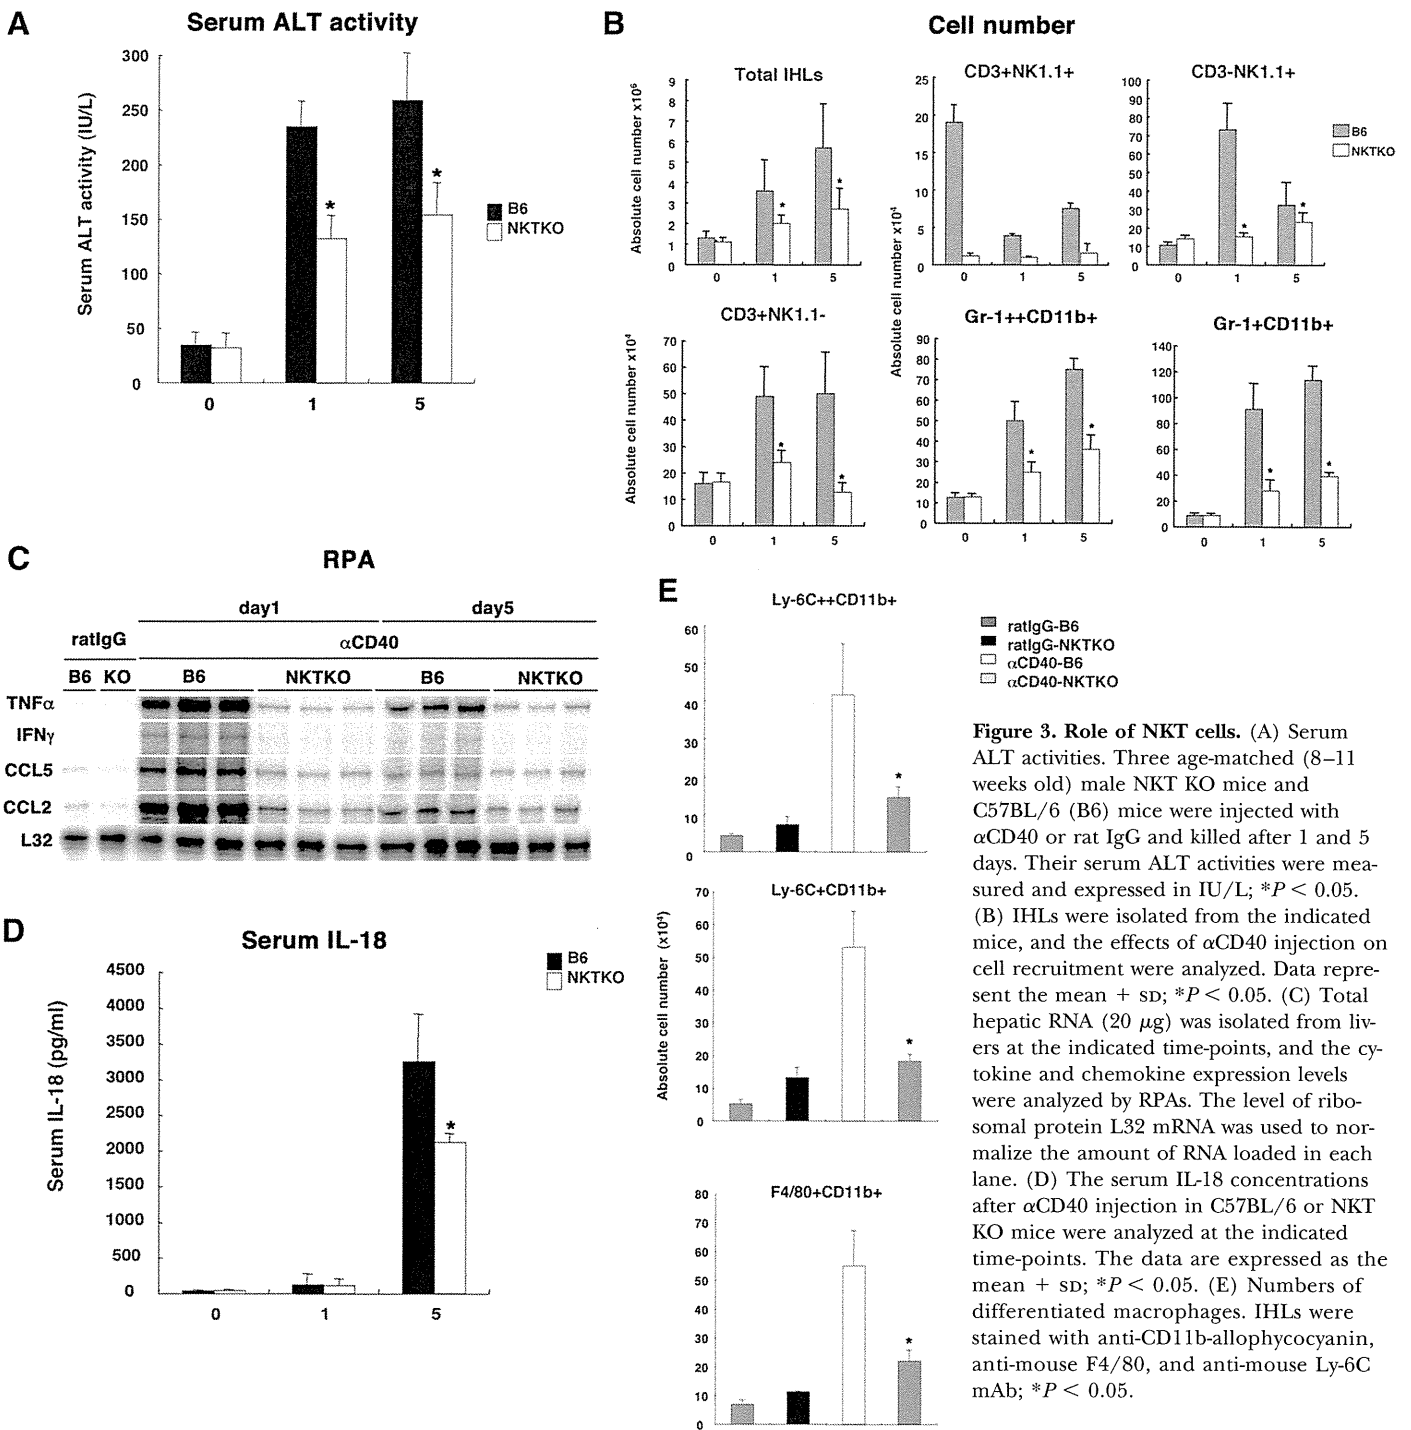 A
Serum ALT activity
Serum ALT activity (IU/L)
300
250
200
150
100
50
0
*
*
0
1
5
B6
NKTKO
B
Cell number
Total IHLs
Absolute cell number x10⁶
9
8
7
6
5
4
3
2
1
0
*
*
0
1
5
CD3+NK1.1+
Absolute cell number x10⁴
25
20
15
10
5
0
0
1
5
CD3-NK1.1+
100
90
80
70
60
50
40
30
20
10
0
*
*
0
1
5
B6
NKTKO
CD3+NK1.1-
Absolute cell number x10⁴
70
60
50
40
30
20
10
0
*
*
0
1
5
Gr-1++CD11b+
90
80
70
60
50
40
30
20
10
0
*
*
0
1
5
Gr-1+CD11b+
140
120
100
80
60
40
20
0
*
*
0
1
5
C
RPA
day1
day5
ratIgG
αCD40
B6
KO
B6
NKTKO
B6
NKTKO
TNFα
IFNγ
CCL5
CCL2
L32
D
Serum IL-18
Serum IL-18 (pg/ml)
4500
4000
3500
3000
2500
2000
1500
1000
500
0
*
0
1
5
B6
NKTKO
E
Ly-6C++CD11b+
60
50
40
30
20
10
0
*
Ly-6C+CD11b+
Absolute cell number (x10⁴)
70
60
50
40
30
20
10
0
*
F4/80+CD11b+
80
70
60
50
40
30
20
10
0
*
ratIgG-B6
ratIgG-NKTKO
αCD40-B6
αCD40-NKTKO
Figure 3. Role of NKT cells. (A) Serum
ALT activities. Three age-matched (8–11
weeks old) male NKT KO mice and
C57BL/6 (B6) mice were injected with
αCD40 or rat IgG and killed after 1 and 5
days. Their serum ALT activities were mea-
sured and expressed in IU/L; *P < 0.05.
(B) IHLs were isolated from the indicated
mice, and the effects of αCD40 injection on
cell recruitment were analyzed. Data repre-
sent the mean + SD; *P < 0.05. (C) Total
hepatic RNA (20 μg) was isolated from liv-
ers at the indicated time-points, and the cy-
tokine and chemokine expression levels
were analyzed by RPAs. The level of ribo-
somal protein L32 mRNA was used to nor-
malize the amount of RNA loaded in each
lane. (D) The serum IL-18 concentrations
after αCD40 injection in C57BL/6 or NKT
KO mice were analyzed at the indicated
time-points. The data are expressed as the
mean + SD; *P < 0.05. (E) Numbers of
differentiated macrophages. IHLs were
stained with anti-CD11b-allophycocyanin,
anti-mouse F4/80, and anti-mouse Ly-6C
mAb; *P < 0.05.